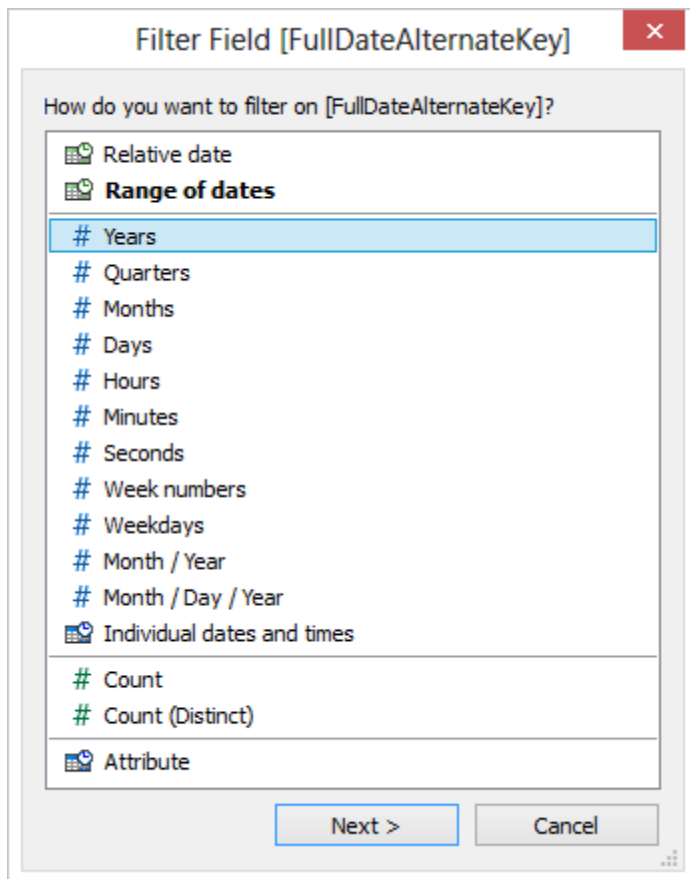 Filter Field [FullDateAlternateKey]
How do you want to filter on [FullDateAlternateKey]?
Relative date
Range of dates
# Years
# Quarters
# Months
# Days
# Hours
# Minutes
# Seconds
# Week numbers
# Weekdays
# Month / Year
# Month / Day / Year
Individual dates and times
# Count
# Count (Distinct)
Attribute
Next >
Cancel